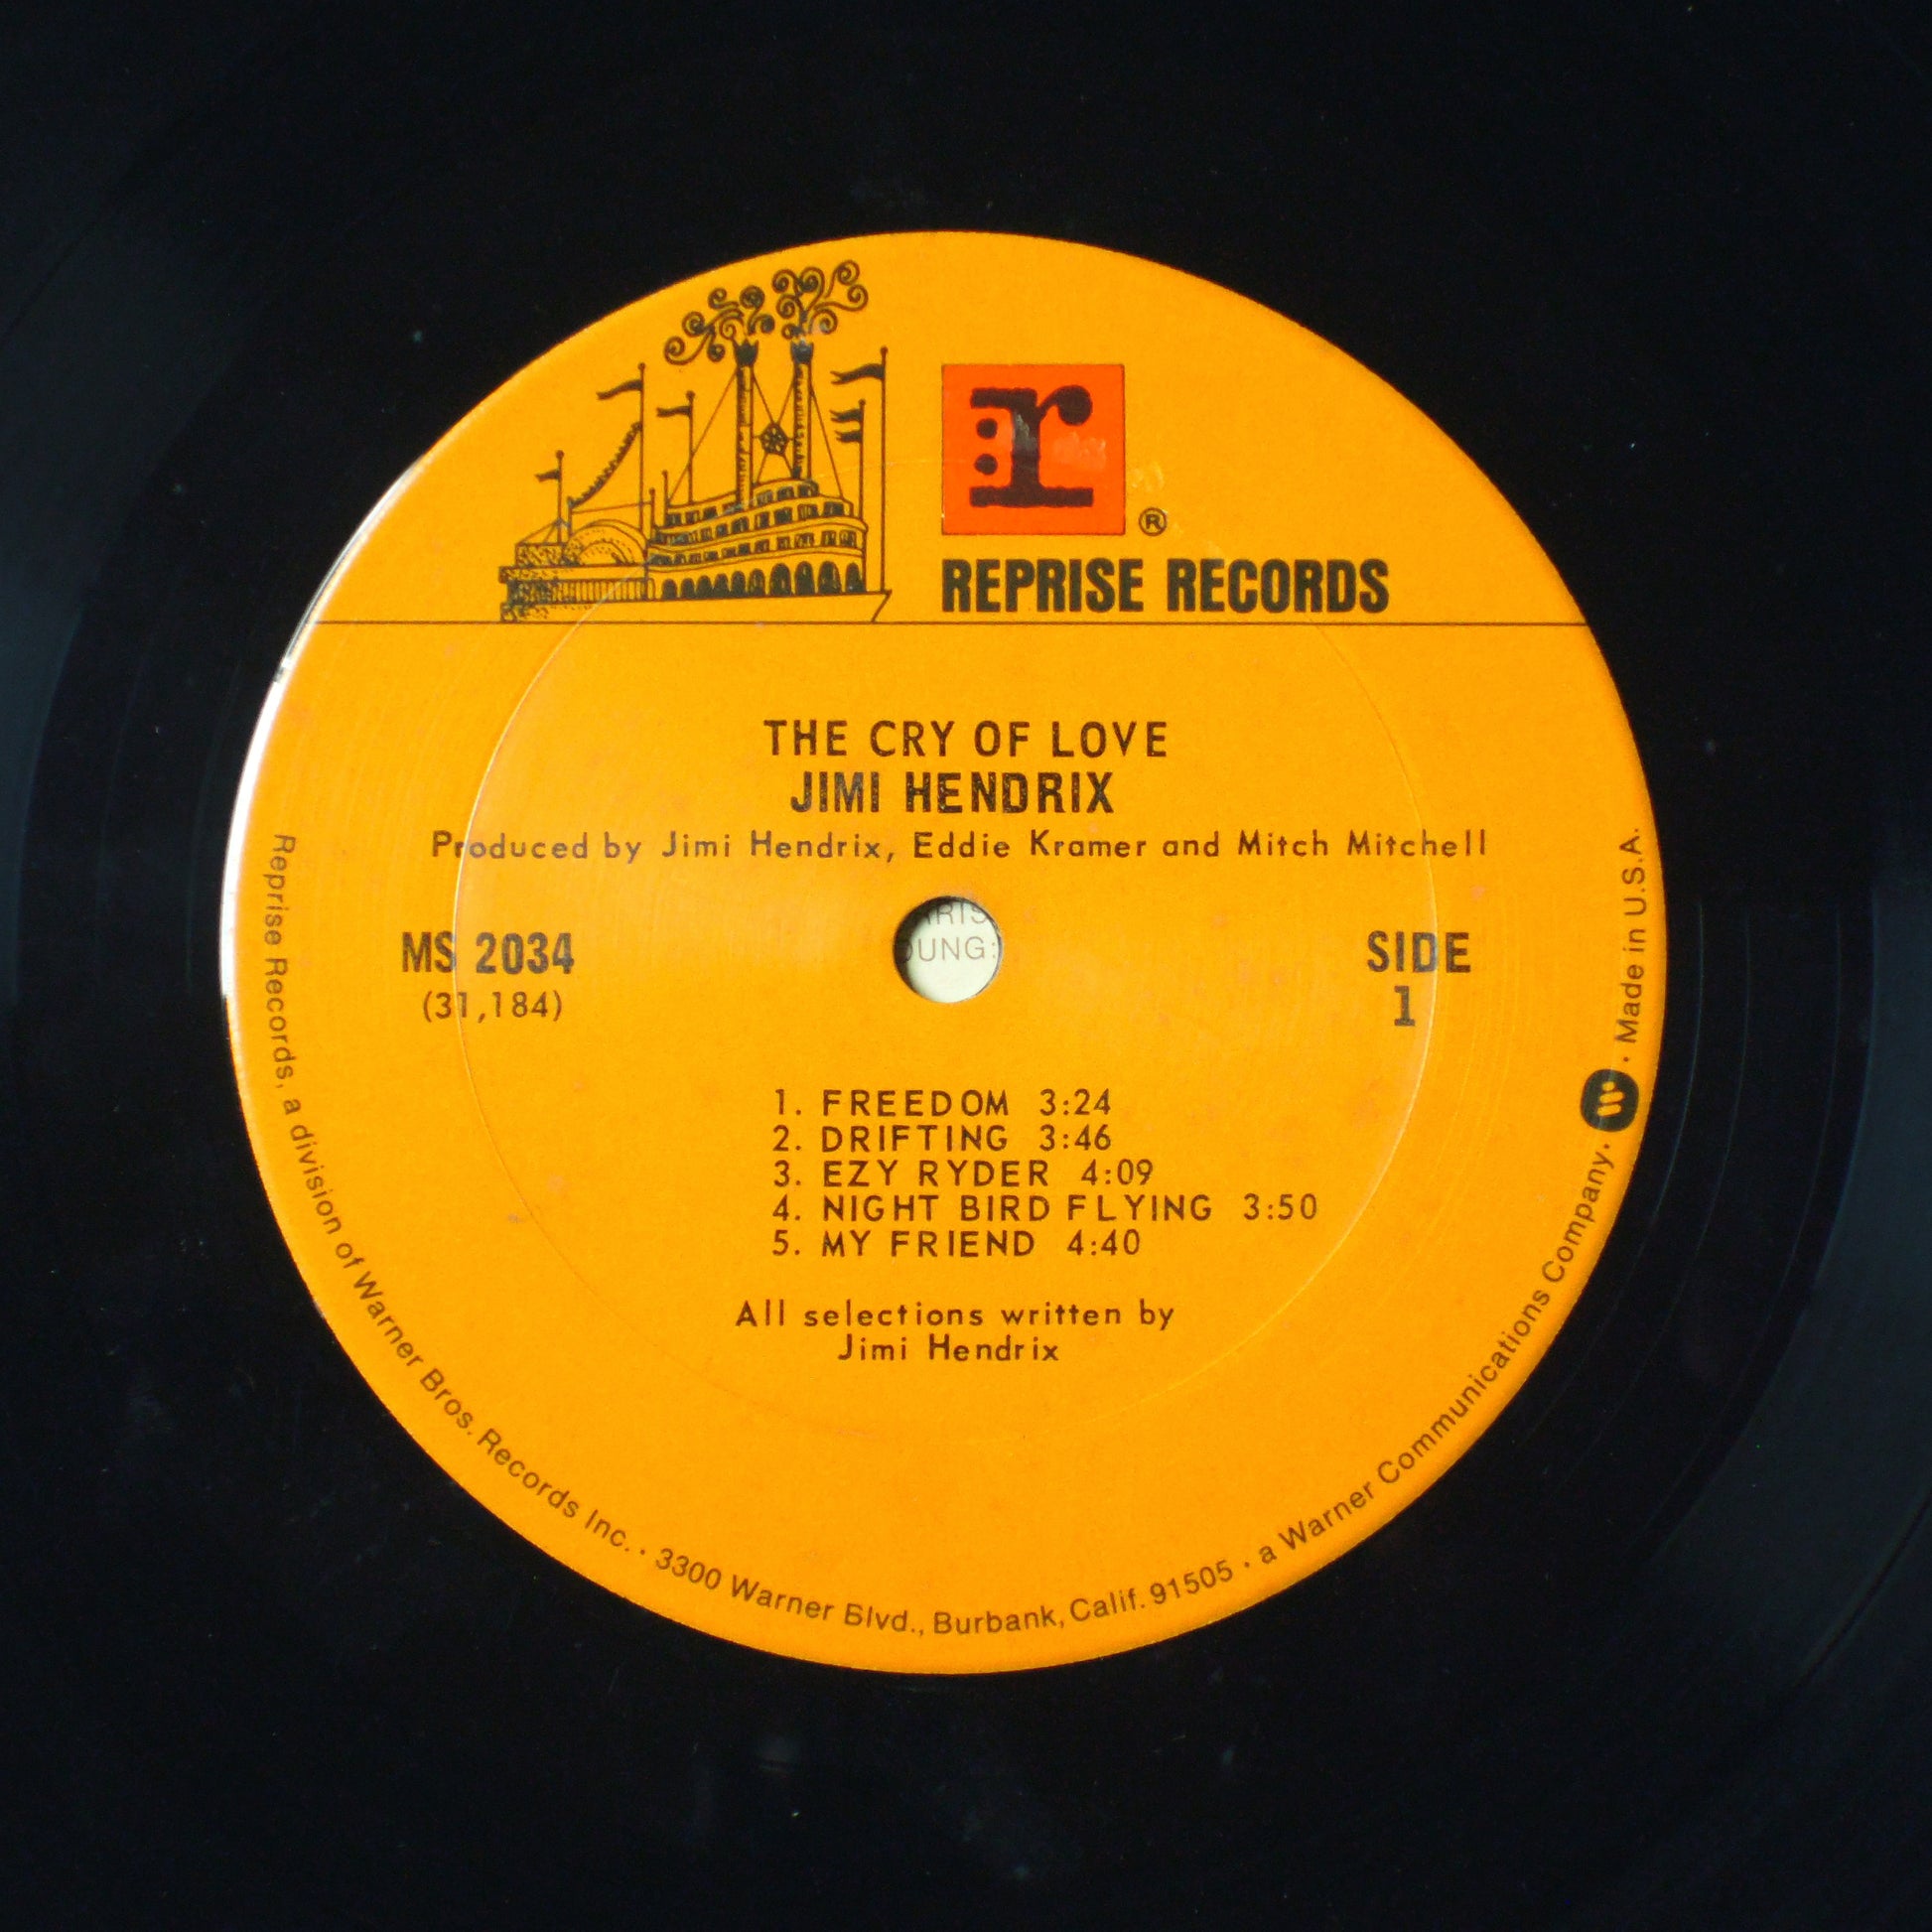 r
®
REPRISE RECORDS
THE CRY OF LOVE
JIMI HENDRIX
Produced by Jimi Hendrix, Eddie Kramer and Mitch Mitchell
MS 2034
(31,184)
SIDE
1
1. FREEDOM 3:24
2. DRIFTING 3:46
3. EZY RYDER 4:09
4. NIGHT BIRD FLYING 3:50
5. MY FRIEND 4:40
All selections written by
Jimi Hendrix
Reprise Records, a division of Warner Bros. Records Inc. · 3300 Warner Blvd., Burbank, Calif. 91505 · a Warner Communications Company · W · Made in U.S.A.